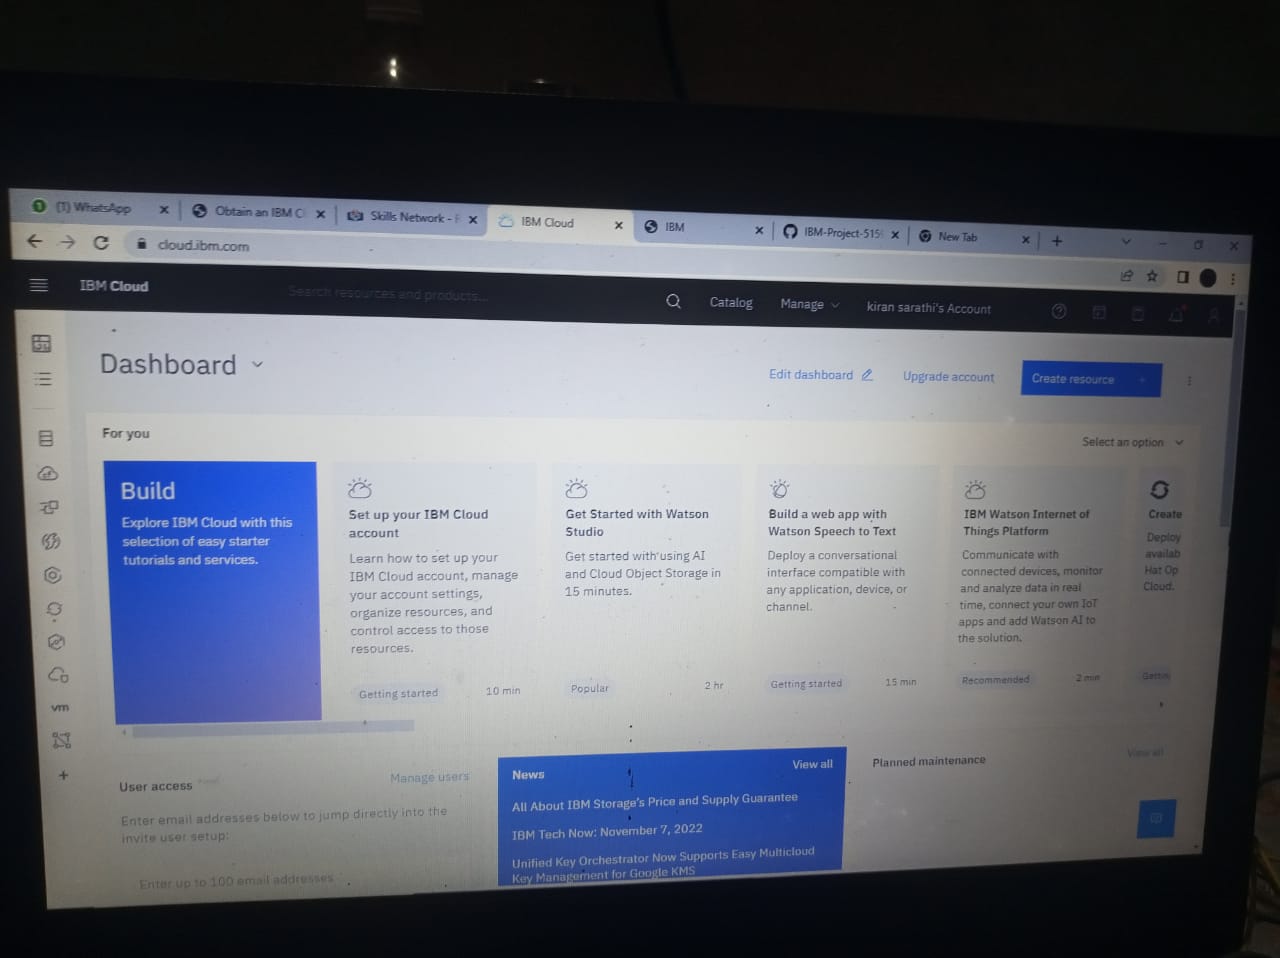 (1) WhatsApp
Obtain an IBM C
Skills Network -
IBM Cloud
IBM
IBM-Project-515
New Tab
cloud.ibm.com
IBM Cloud
Search resources and products...
Catalog
Manage
kiran sarathi's Account
Dashboard
Edit dashboard
Upgrade account
Create resource +
For you
Select an option
Build
Explore IBM Cloud with this
selection of easy starter
tutorials and services.
Set up your IBM Cloud
account
Learn how to set up your
IBM Cloud account, manage
your account settings,
organize resources, and
control access to those
resources.
Getting started
10 min
Get Started with Watson
Studio
Get started with using AI
and Cloud Object Storage in
15 minutes.
Popular
2 hr
Build a web app with
Watson Speech to Text
Deploy a conversational
interface compatible with
any application, device, or
channel.
Getting started
15 min
IBM Watson Internet of
Things Platform
Communicate with
connected devices, monitor
and analyze data in real
time, connect your own IoT
apps and add Watson AI to
the solution.
Recommended
2 min
Create
Deploy
availab
Hat Op
Cloud.
Gettin
vm
User access
Manage users
Enter email addresses below to jump directly into the
invite user setup:
Enter up to 100 email addresses
News
View all
All About IBM Storage's Price and Supply Guarantee
IBM Tech Now: November 7, 2022
Unified Key Orchestrator Now Supports Easy Multicloud
Key Management for Google KMS
Planned maintenance
View all